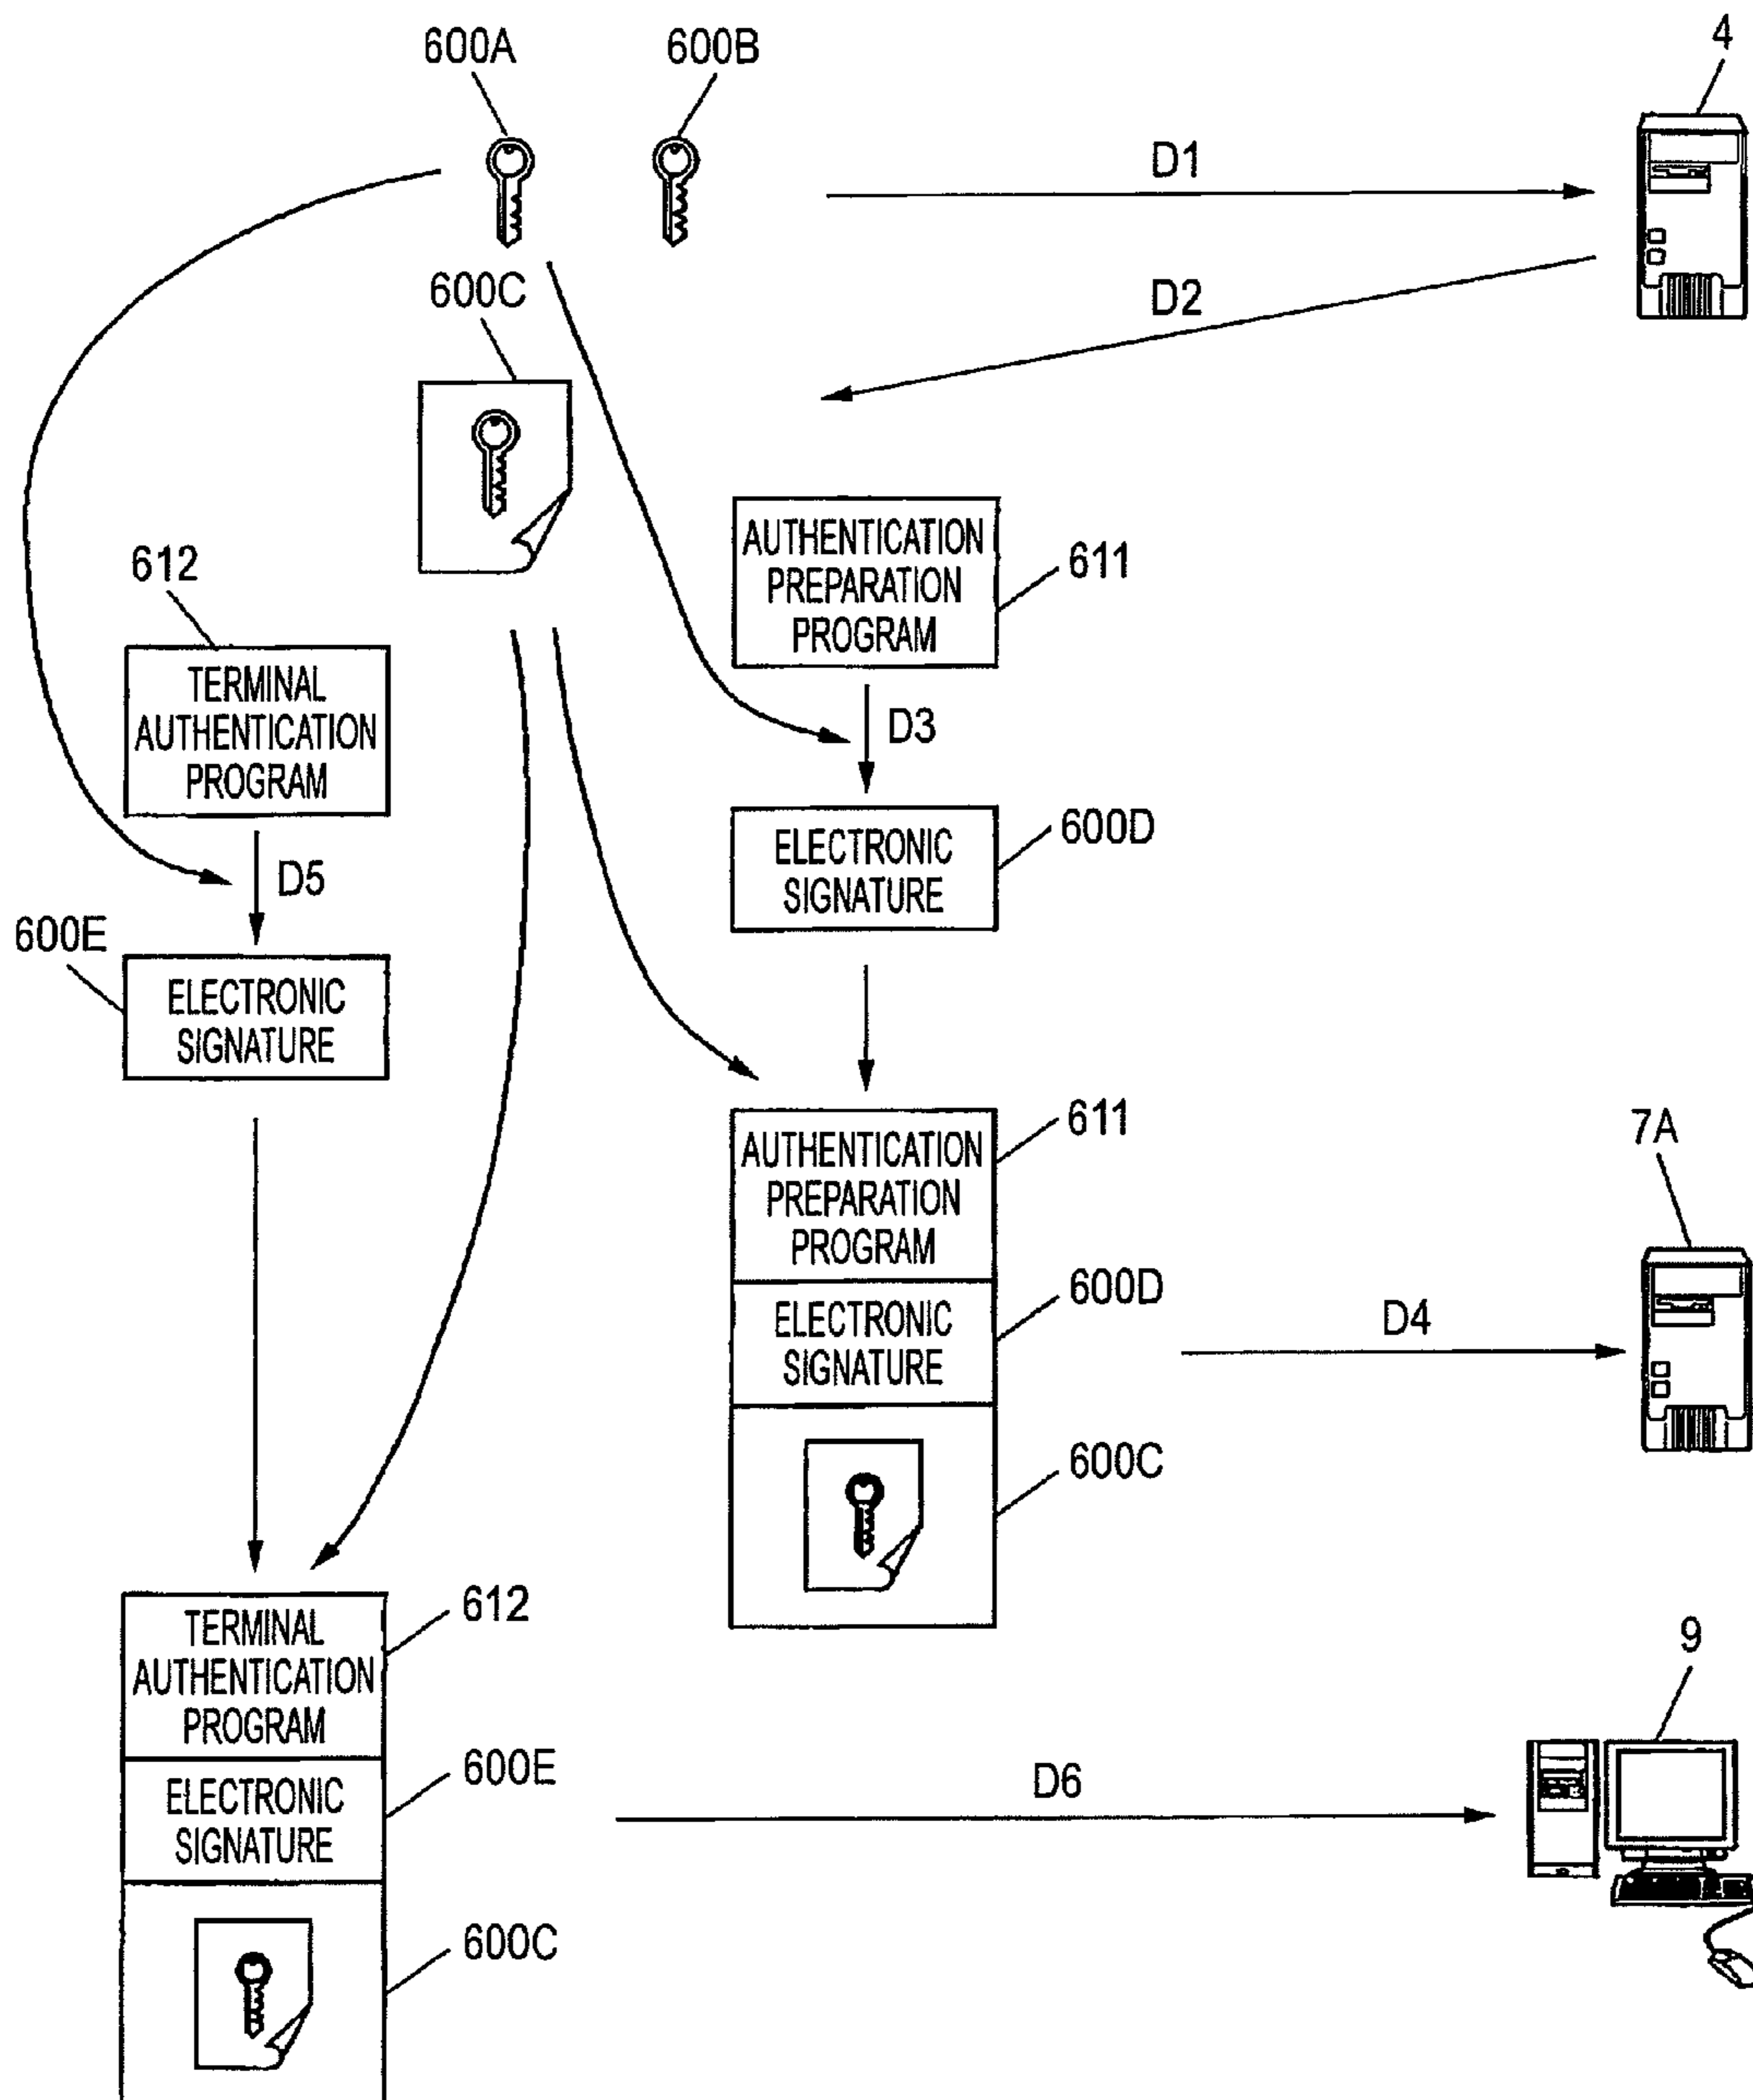 600A
600B
4
D1
600C
D2
AUTHENTICATION
PREPARATION
PROGRAM
611
612
TERMINAL
AUTHENTICATION
PROGRAM
D3
ELECTRONIC
SIGNATURE
600D
D5
600E
ELECTRONIC
SIGNATURE
AUTHENTICATION
PREPARATION
PROGRAM
611
7A
ELECTRONIC
SIGNATURE
600D
D4
600C
TERMINAL
AUTHENTICATION
PROGRAM
612
9
ELECTRONIC
SIGNATURE
600E
D6
600C